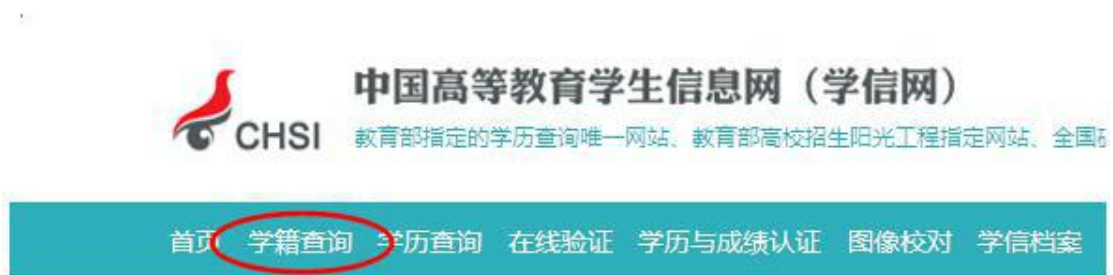 中国高等教育学生信息网（学信网）
CHSI
教育部指定的学历查询唯一网站、教育部高校招生阳光工程指定网站、全国
首页 学籍查询 学历查询 在线验证 学历与成绩认证 图像校对 学信档案